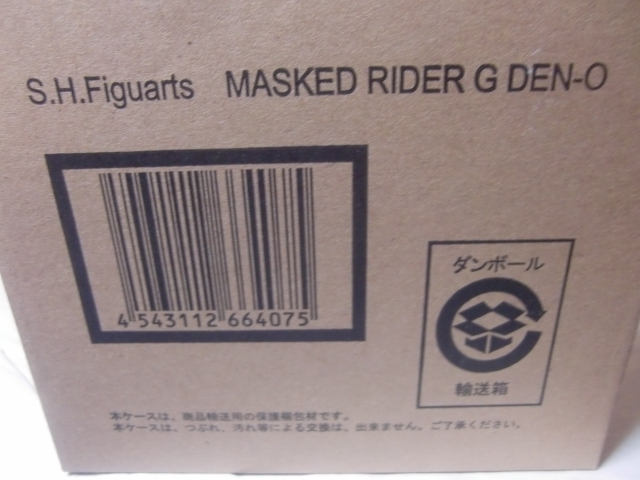 S.H.Figuarts MASKED RIDER G DEN-O
4 543112 664075
ダンボール
輸送箱
本ケースは、商品輸送用の保護梱包材です。
本ケースは、つぶれ、汚れ等による交換は、出来ません。ご了承ください。